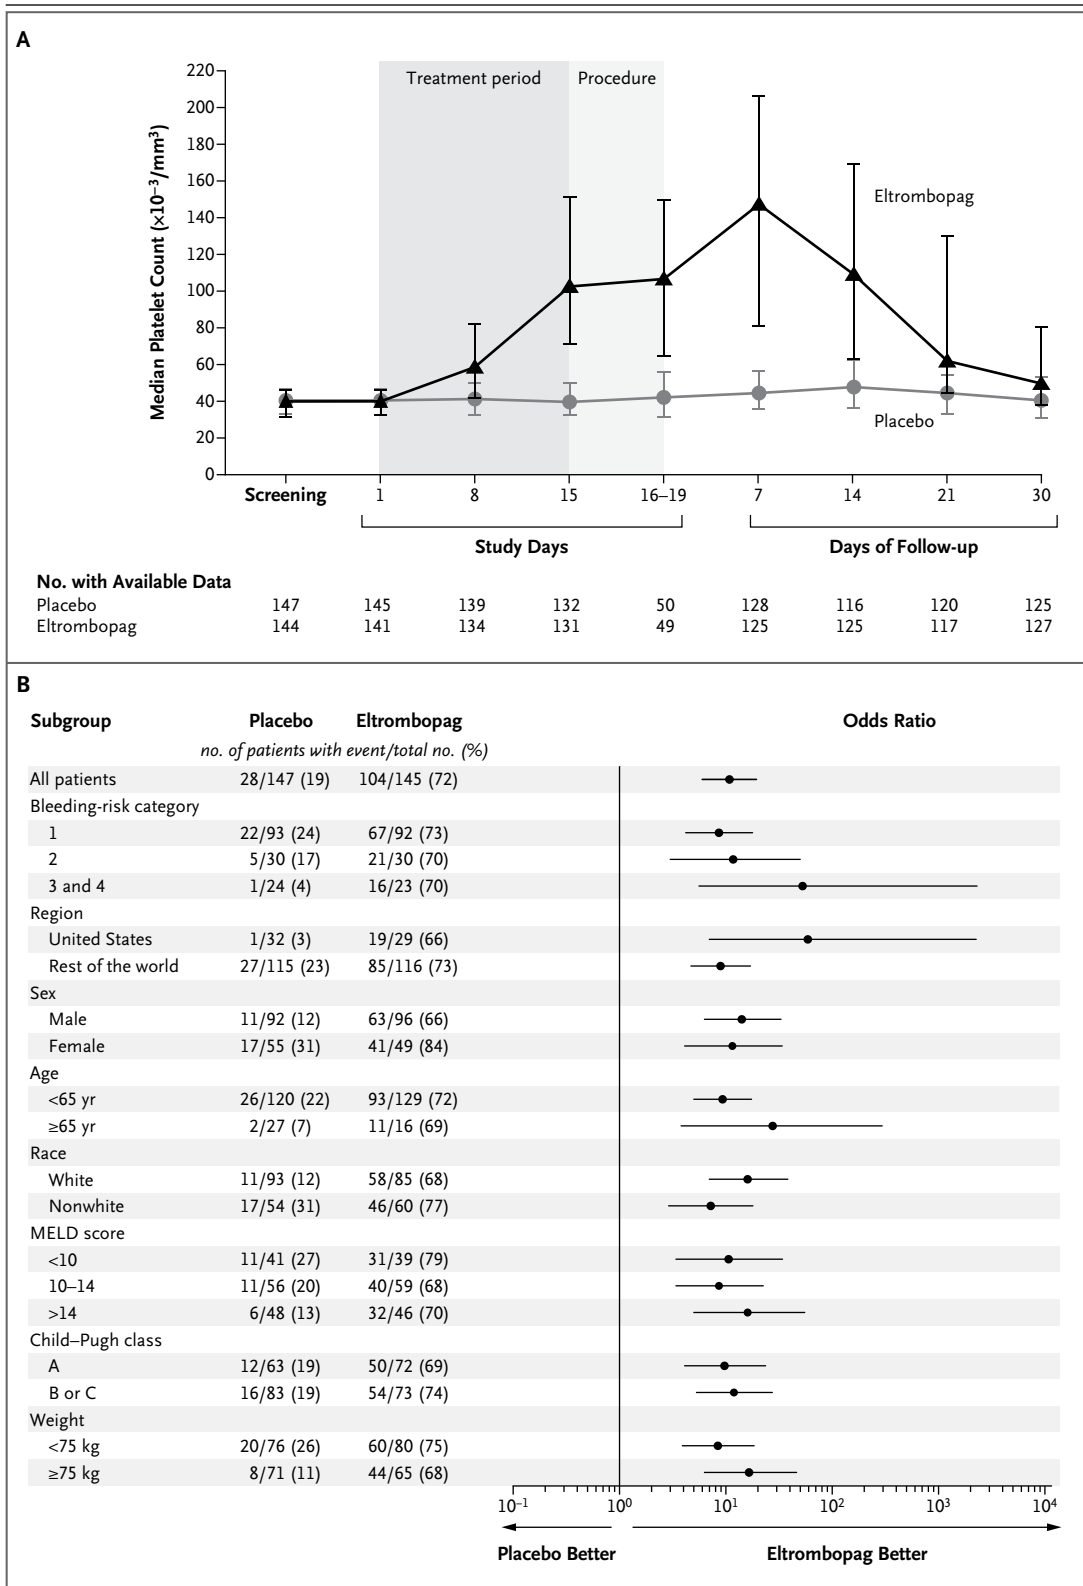 A
Treatment period Procedure
220
200
180
160
140
120
100
80
60
40
20
0
Median Platelet Count (×10⁻³/mm³)
Eltrombopag
Placebo
Screening 1 8 15 16–19 7 14 21 30
Study Days Days of Follow-up
No. with Available Data
Placebo 147 145 139 132 50 128 116 120 125
Eltrombopag 144 141 134 131 49 125 125 117 127
B
Subgroup Placebo Eltrombopag Odds Ratio
no. of patients with event/total no. (%)
All patients 28/147 (19) 104/145 (72)
Bleeding-risk category
1 22/93 (24) 67/92 (73)
2 5/30 (17) 21/30 (70)
3 and 4 1/24 (4) 16/23 (70)
Region
United States 1/32 (3) 19/29 (66)
Rest of the world 27/115 (23) 85/116 (73)
Sex
Male 11/92 (12) 63/96 (66)
Female 17/55 (31) 41/49 (84)
Age
<65 yr 26/120 (22) 93/129 (72)
≥65 yr 2/27 (7) 11/16 (69)
Race
White 11/93 (12) 58/85 (68)
Nonwhite 17/54 (31) 46/60 (77)
MELD score
<10 11/41 (27) 31/39 (79)
10–14 11/56 (20) 40/59 (68)
>14 6/48 (13) 32/46 (70)
Child–Pugh class
A 12/63 (19) 50/72 (69)
B or C 16/83 (19) 54/73 (74)
Weight
<75 kg 20/76 (26) 60/80 (75)
≥75 kg 8/71 (11) 44/65 (68)
10⁻¹ 10⁰ 10¹ 10² 10³ 10⁴
Placebo Better Eltrombopag Better